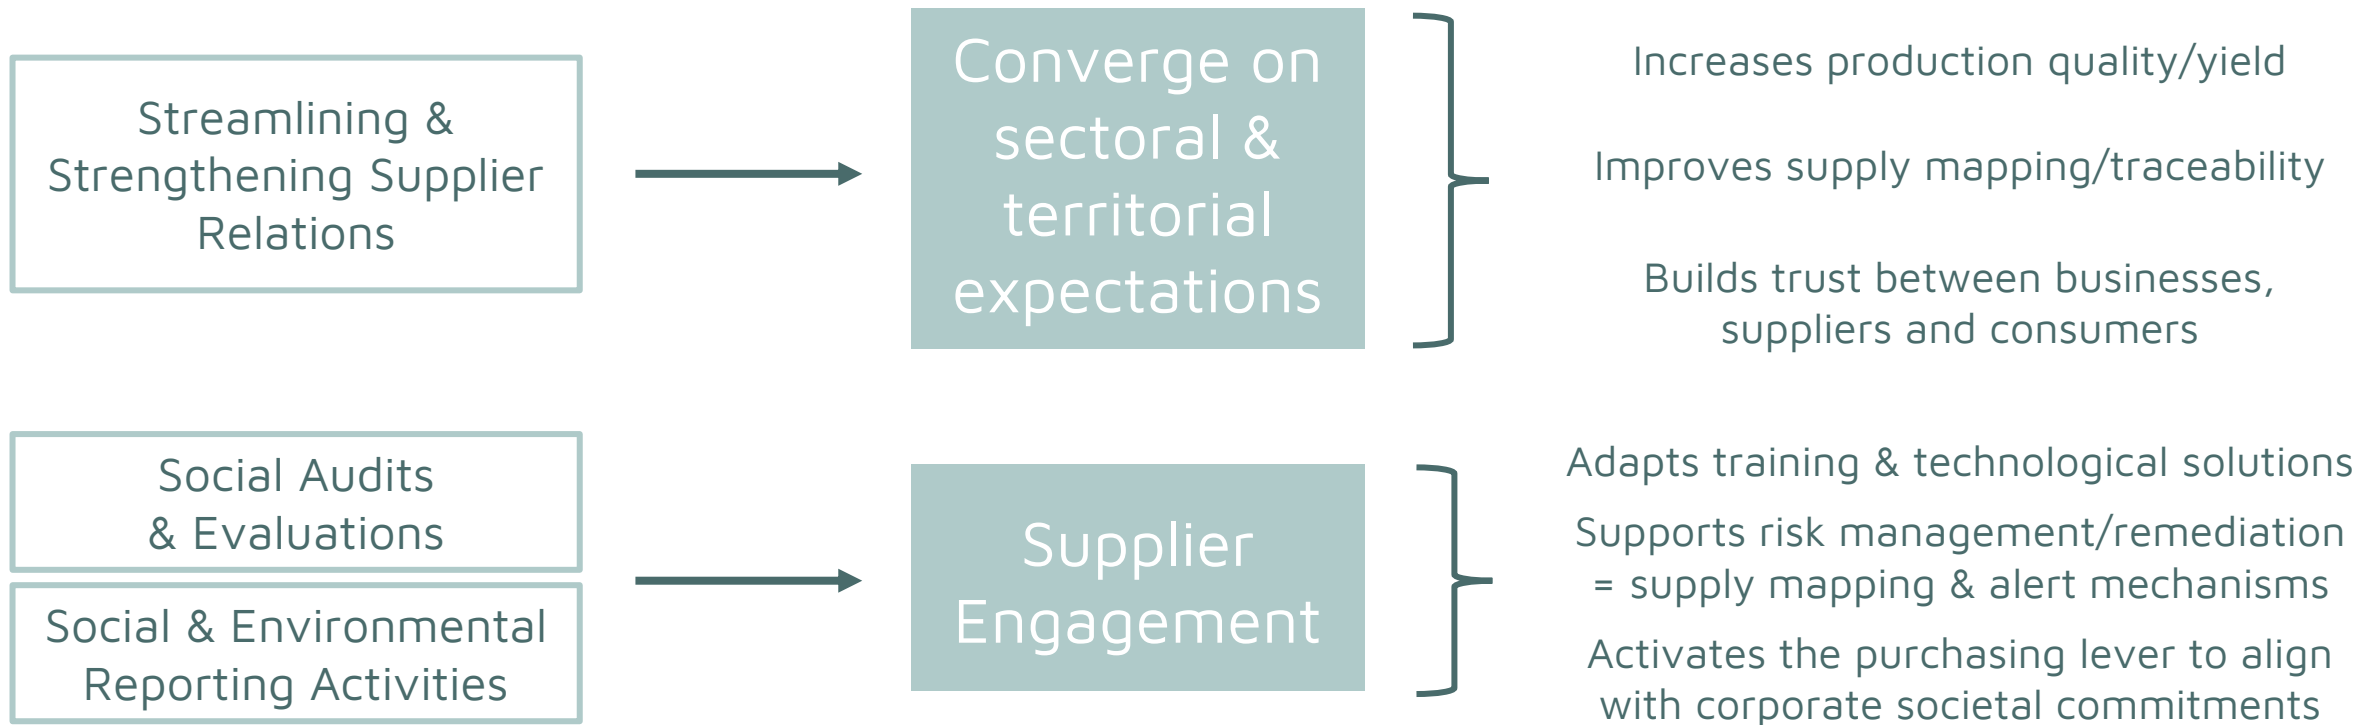 Streamlining &
Strengthening Supplier
Relations
Converge on
sectoral &
territorial
expectations
Increases production quality/yield
Improves supply mapping/traceability
Builds trust between businesses,
suppliers and consumers
Social Audits
& Evaluations
Social & Environmental
Reporting Activities
Supplier
Engagement
Adapts training & technological solutions
Supports risk management/remediation
= supply mapping & alert mechanisms
Activates the purchasing lever to align
with corporate societal commitments